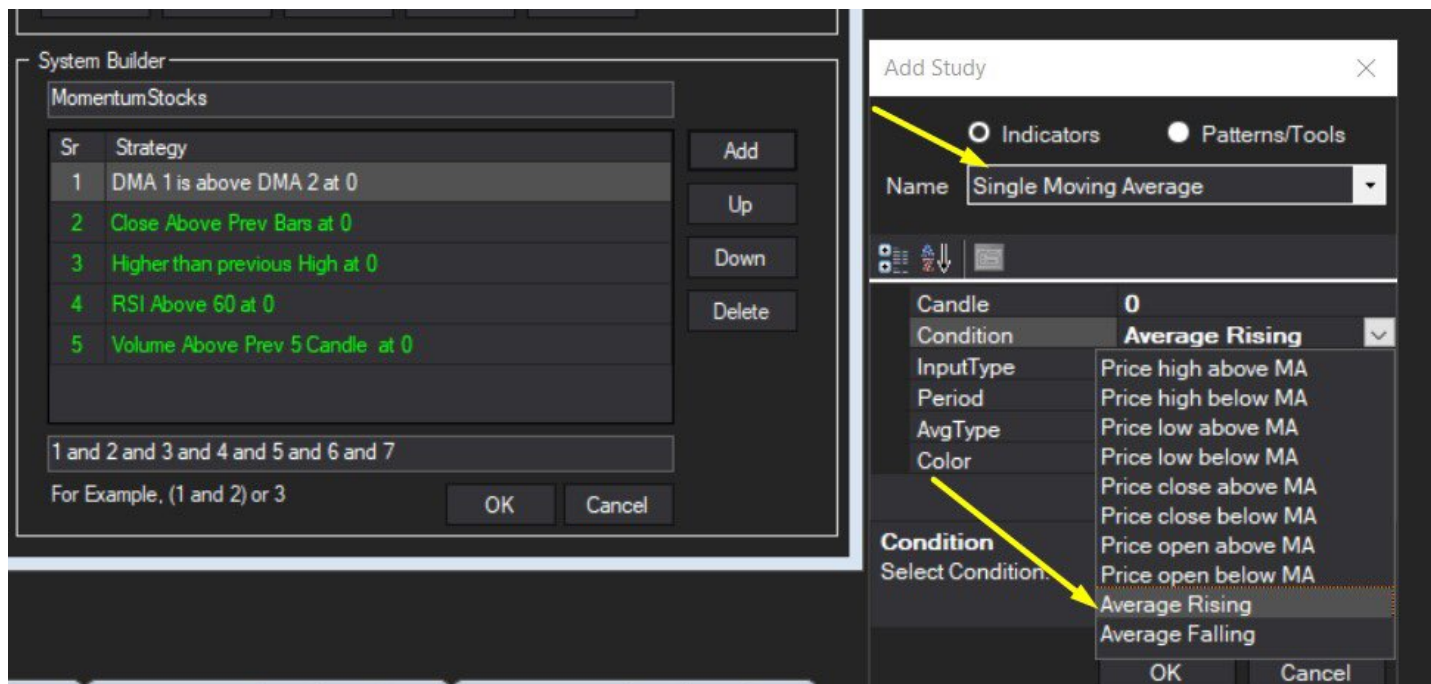 System Builder
MomentumStocks
Sr Strategy
1 DMA 1 is above DMA 2 at 0
2 Close Above Prev Bars at 0
3 Higher than previous High at 0
4 RSI Above 60 at 0
5 Volume Above Prev 5 Candle at 0
Add
Up
Down
Delete
1 and 2 and 3 and 4 and 5 and 6 and 7
For Example, (1 and 2) or 3
OK Cancel
Add Study
Indicators Patterns/Tools
Name Single Moving Average
Candle 0
Condition Average Rising
InputType
Period
AvgType
Color
Price high above MA
Price high below MA
Price low above MA
Price low below MA
Price close above MA
Price close below MA
Price open above MA
Price open below MA
Average Rising
Average Falling
Condition
Select Condition.
OK Cancel